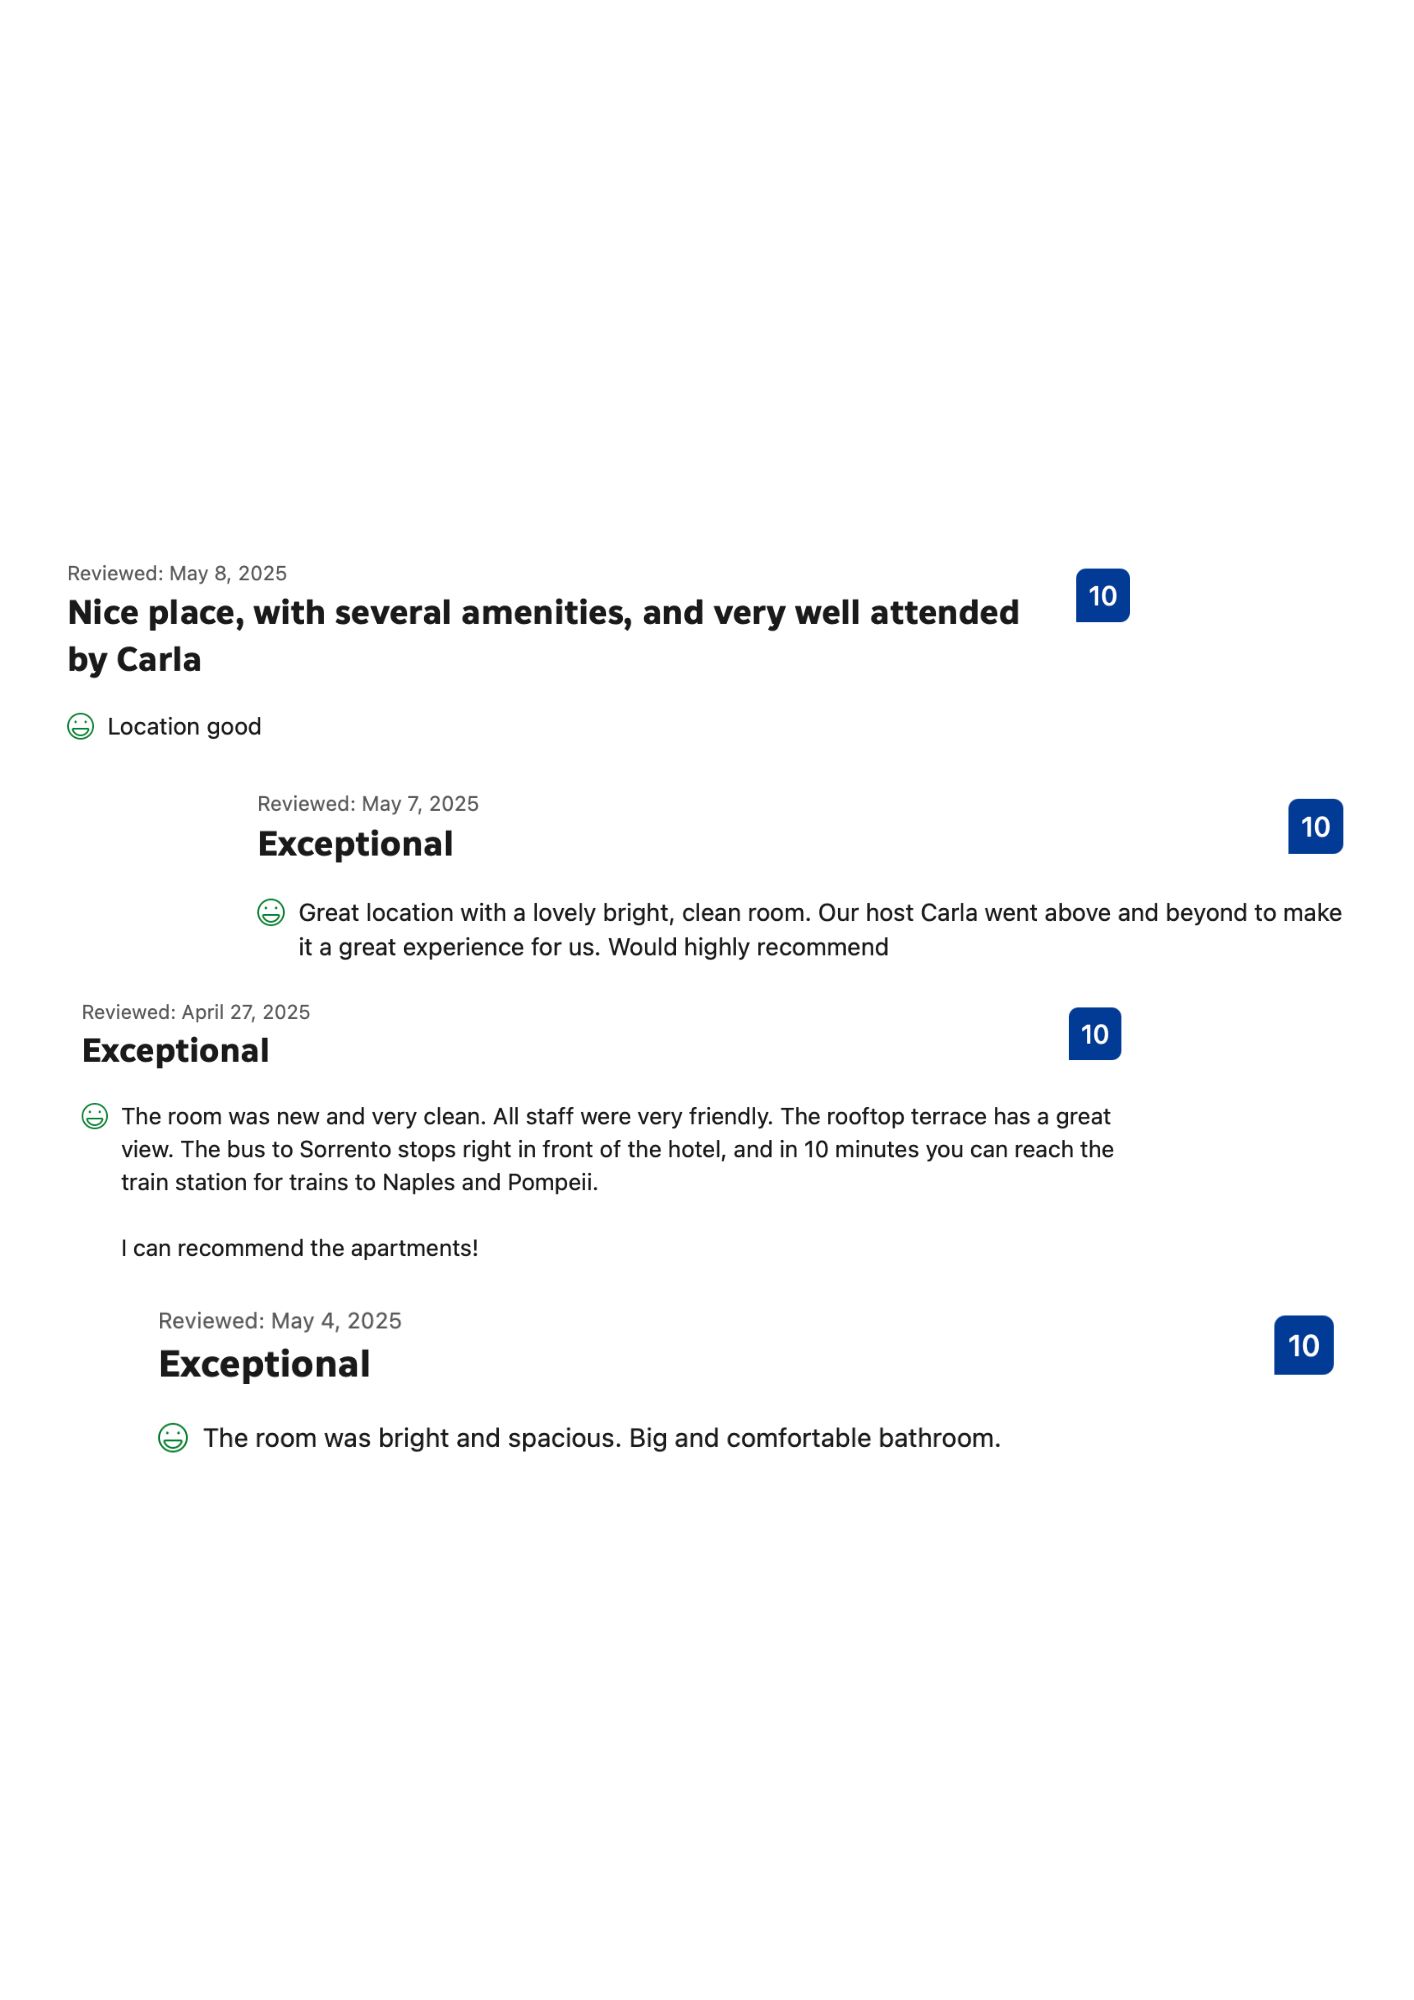 Reviewed: May 8, 2025
10
Nice place, with several amenities, and very well attended
by Carla
Location good
Reviewed: May 7, 2025
10
Exceptional
Great location with a lovely bright, clean room. Our host Carla went above and beyond to make
it a great experience for us. Would highly recommend
Reviewed: April 27, 2025
10
Exceptional
The room was new and very clean. All staff were very friendly. The rooftop terrace has a great
view. The bus to Sorrento stops right in front of the hotel, and in 10 minutes you can reach the
train station for trains to Naples and Pompeii.
I can recommend the apartments!
Reviewed: May 4, 2025
10
Exceptional
The room was bright and spacious. Big and comfortable bathroom.